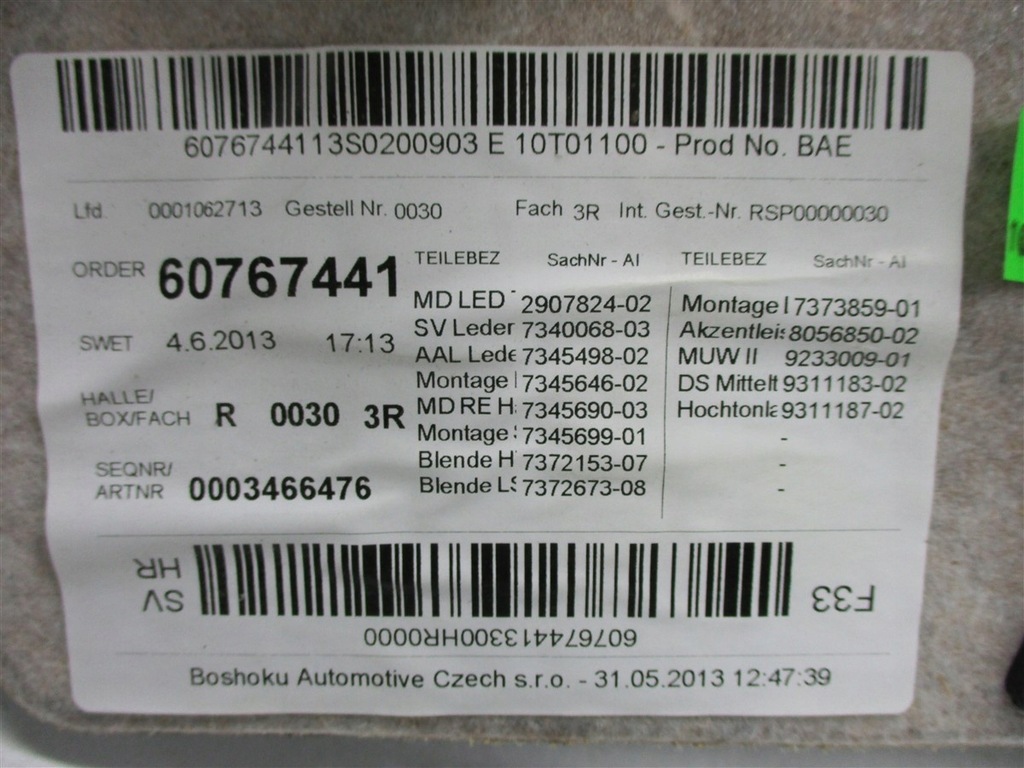 6076744113S0200903 E 10T01100 - Prod No. BAE
Lfd. 0001062713 Gestell Nr. 0030 Fach 3R Int. Gest.-Nr. RSP00000030
ORDER 60767441
SWET 4.6.2013 17:13
HALLE/
BOX/FACH R 0030 3R
SEQNR/
ARTNR 0003466476
TEILEBEZ SachNr - AI
MD LED 2907824-02
SV Leder 7340068-03
AAL Lede 7345498-02
Montage 7345646-02
MD RE H 7345690-03
Montage 7345699-01
Blende H 7372153-07
Blende LS 7372673-08
TEILEBEZ SachNr - AI
Montage 7373859-01
Akzentleis 8056850-02
MUW II 9233009-01
DS Mittelt 9311183-02
Hochtonla 9311187-02
-
-
-
F33
SV
HR
607674413300HR0000
Boshoku Automotive Czech s.r.o. - 31.05.2013 12:47:39